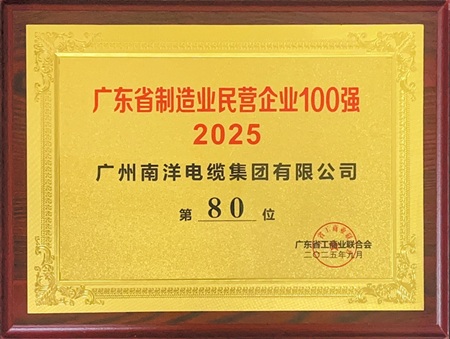 广东省制造业民营企业100强
2025
广州南洋电缆集团有限公司
第 80 位
广东省工商业联合会
二〇二五年九月